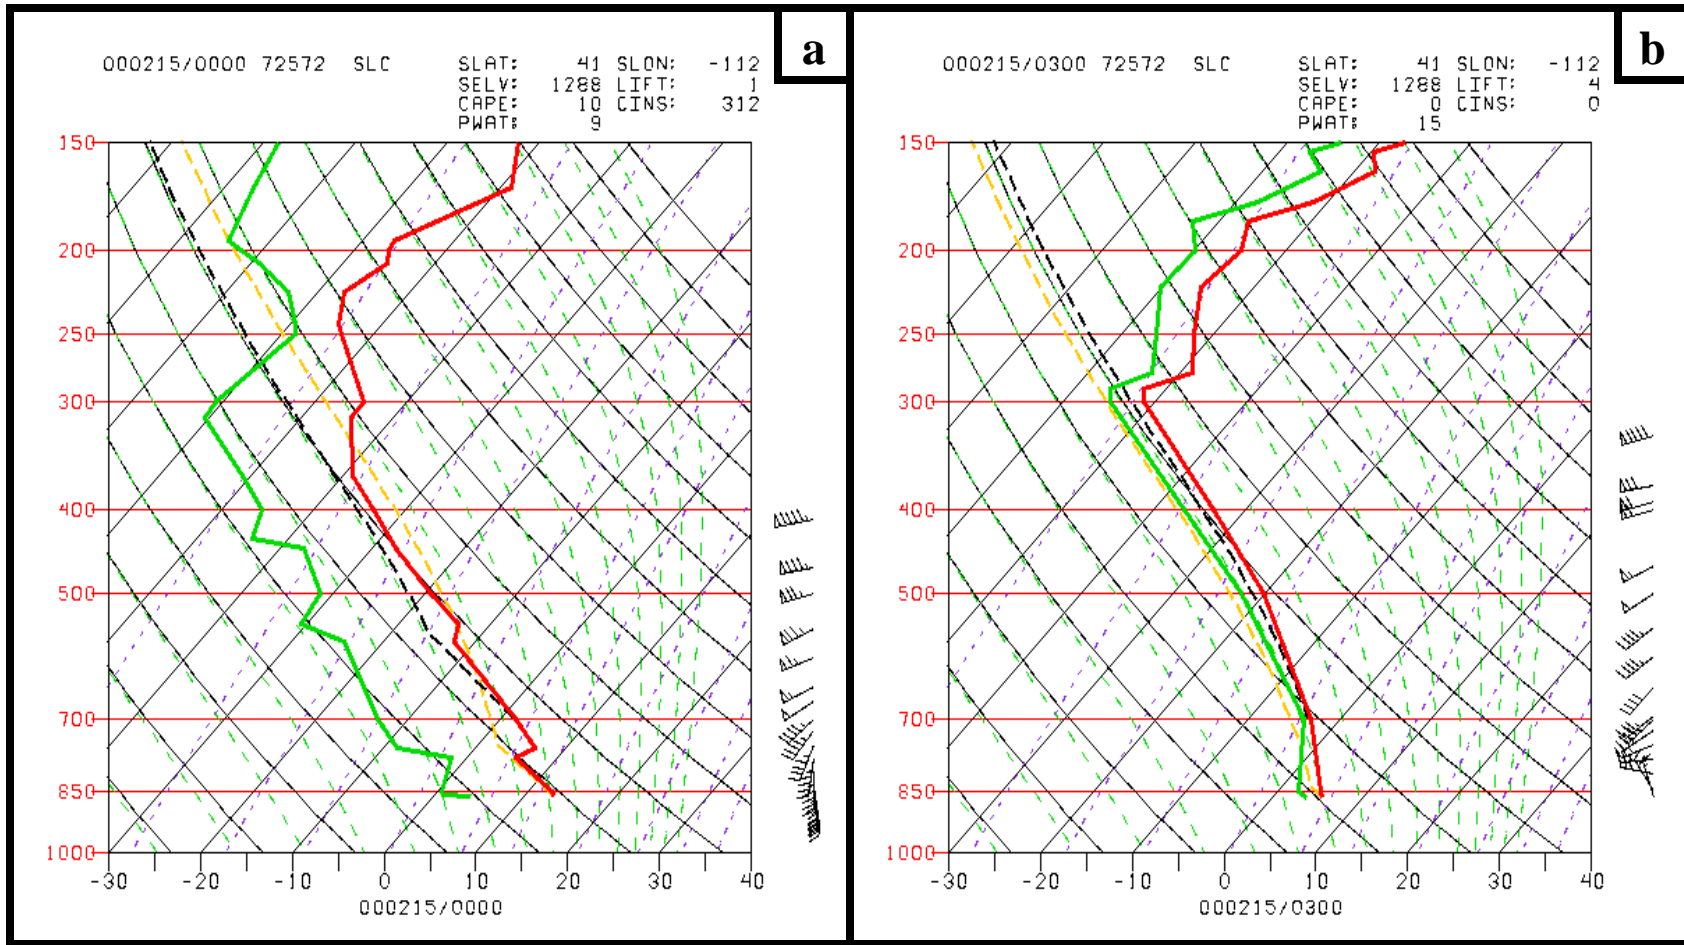 a
000215/0000 72572 SLC SLAT: 41 SLON: -112
SELV: 1288 LIFT: 1
CAPE: 10 CINS: 312
PWAT: 9
150
200
250
300
400
500
700
850
1000
-30 -20 -10 0 10 20 30 40
000215/0000
b
000215/0300 72572 SLC SLAT: 41 SLON: -112
SELV: 1288 LIFT: 4
CAPE: 0 CINS: 0
PWAT: 15
150
200
250
300
400
500
700
850
1000
-30 -20 -10 0 10 20 30 40
000215/0300